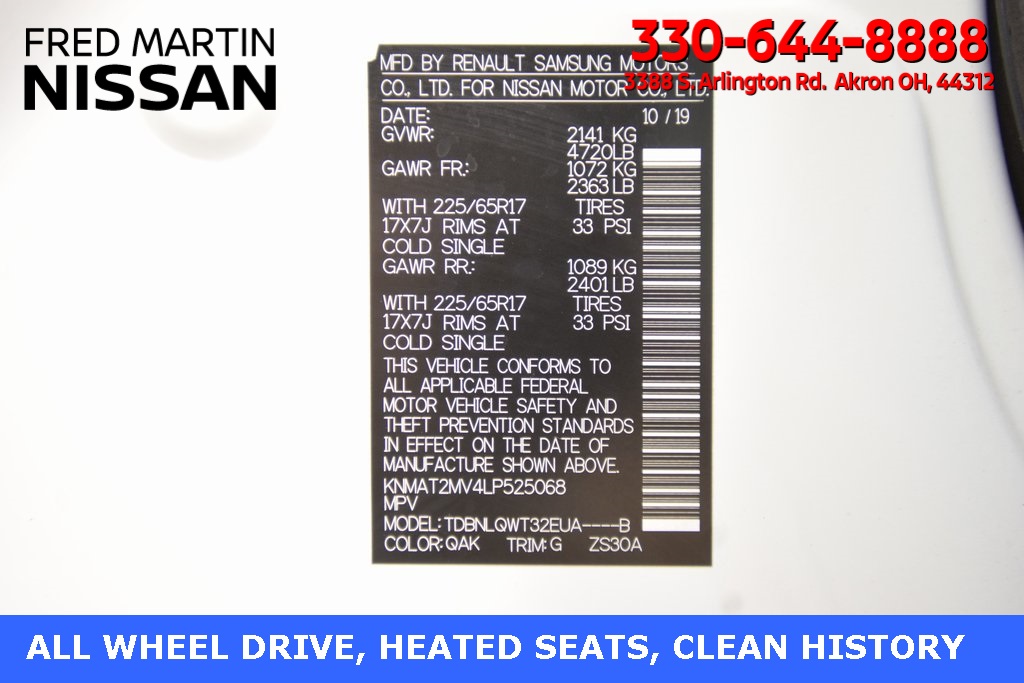 FRED MARTIN
NISSAN
330-644-8888
3388 S. Arlington Rd. Akron OH, 44312
MFD BY RENAULT SAMSUNG MOTORS
CO., LTD. FOR NISSAN MOTOR CO., LTD.
DATE: 10 / 19
GVWR: 2141 KG
4720LB
GAWR FR.: 1072 KG
2363 LB
WITH 225/65R17 TIRES
17X7J RIMS AT 33 PSI
COLD SINGLE
GAWR RR.: 1089 KG
2401 LB
WITH 225/65R17 TIRES
17X7J RIMS AT 33 PSI
COLD SINGLE
THIS VEHICLE CONFORMS TO
ALL APPLICABLE FEDERAL
MOTOR VEHICLE SAFETY AND
THEFT PREVENTION STANDARDS
IN EFFECT ON THE DATE OF
MANUFACTURE SHOWN ABOVE.
KNMAT2MV4LP525068
MPV
MODEL: TDBNLQWT32EUA----B
COLOR: QAK TRIM: G ZS30A
ALL WHEEL DRIVE, HEATED SEATS, CLEAN HISTORY